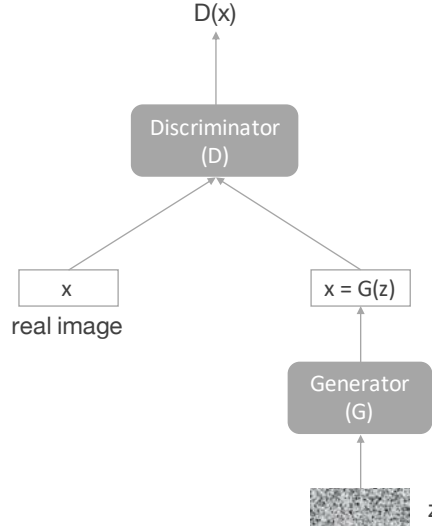 D(x)
Discriminator
(D)
x
x = G(z)
real image
Generator
(G)
z